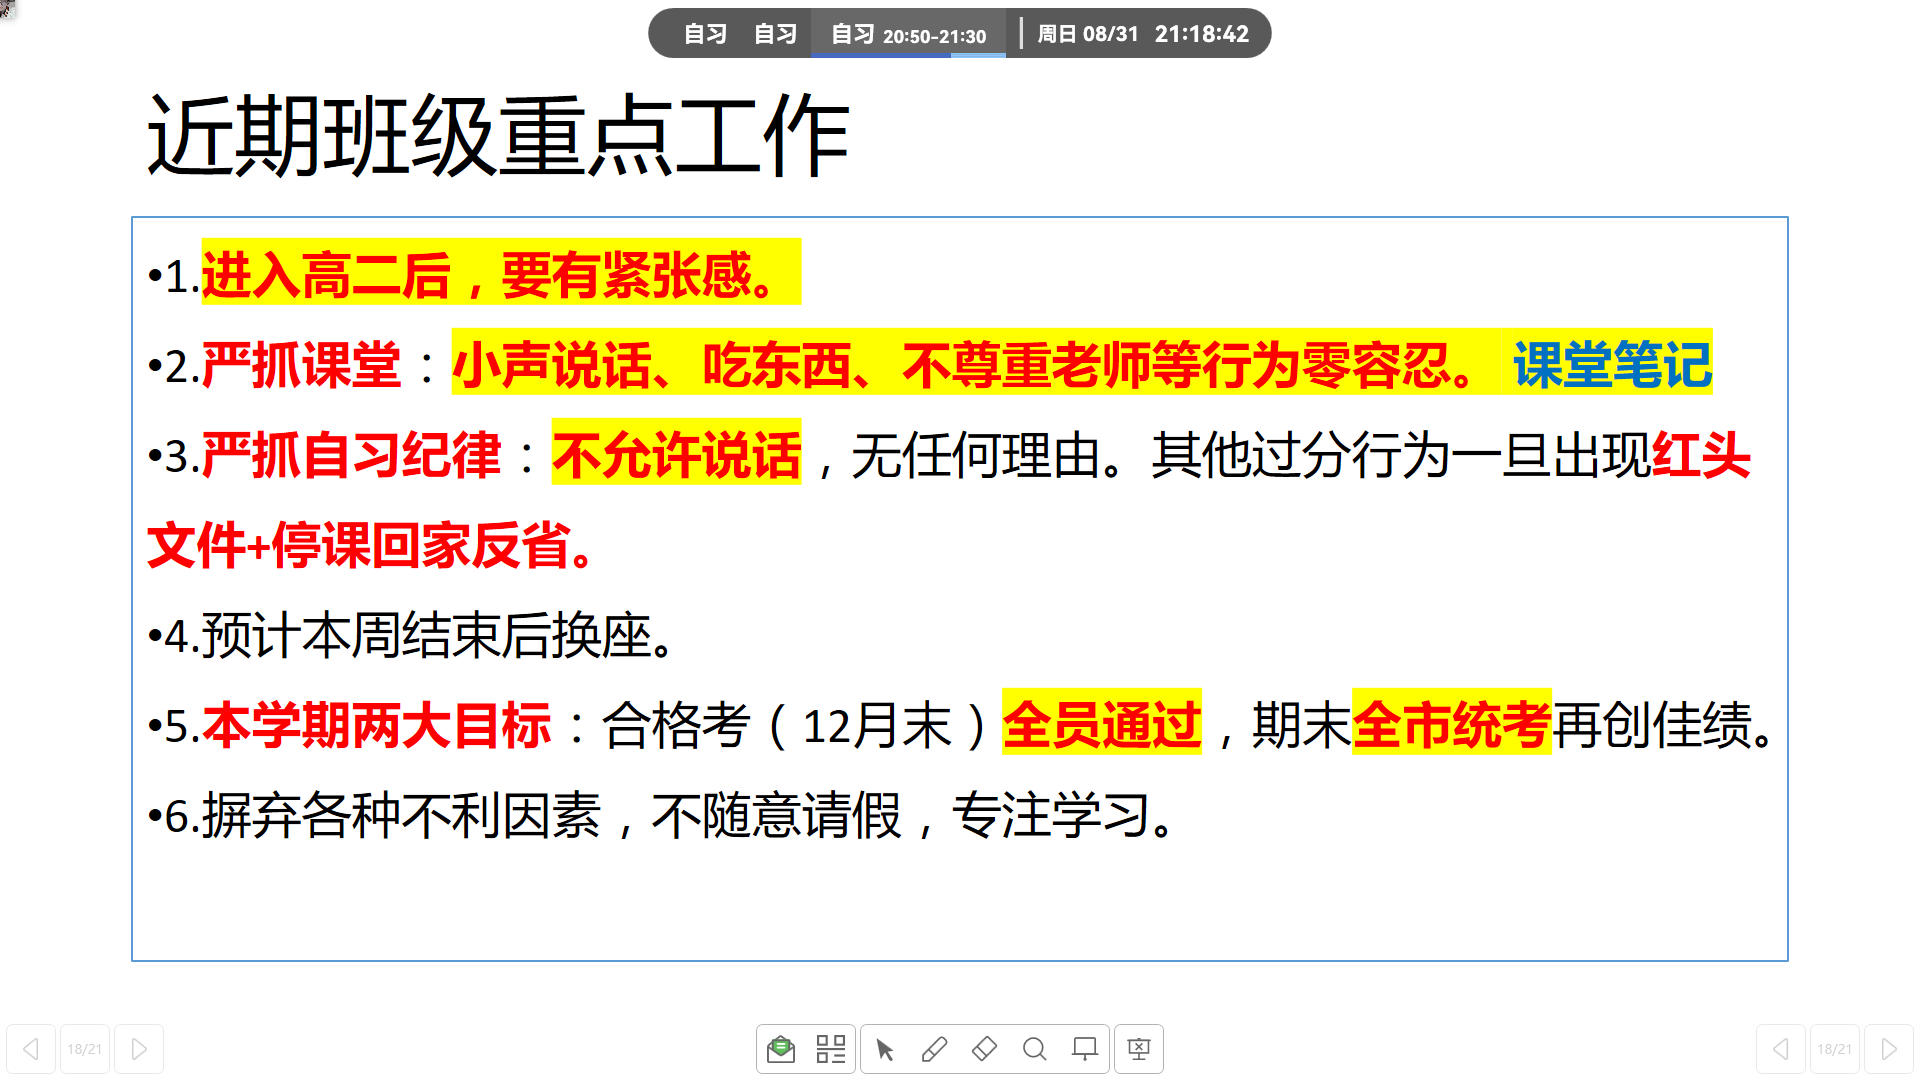 自习 自习 自习 20:50-21:30 周日 08/31 21:18:42
近期班级重点工作
•1.进入高二后，要有紧张感。
•2.严抓课堂：小声说话、吃东西、不尊重老师等行为零容忍。 课堂笔记
•3.严抓自习纪律：不允许说话，无任何理由。其他过分行为一旦出现红头
文件+停课回家反省。
•4.预计本周结束后换座。
•5.本学期两大目标：合格考（12月末）全员通过，期末全市统考再创佳绩。
•6.摒弃各种不利因素，不随意请假，专注学习。
18/21 18/21